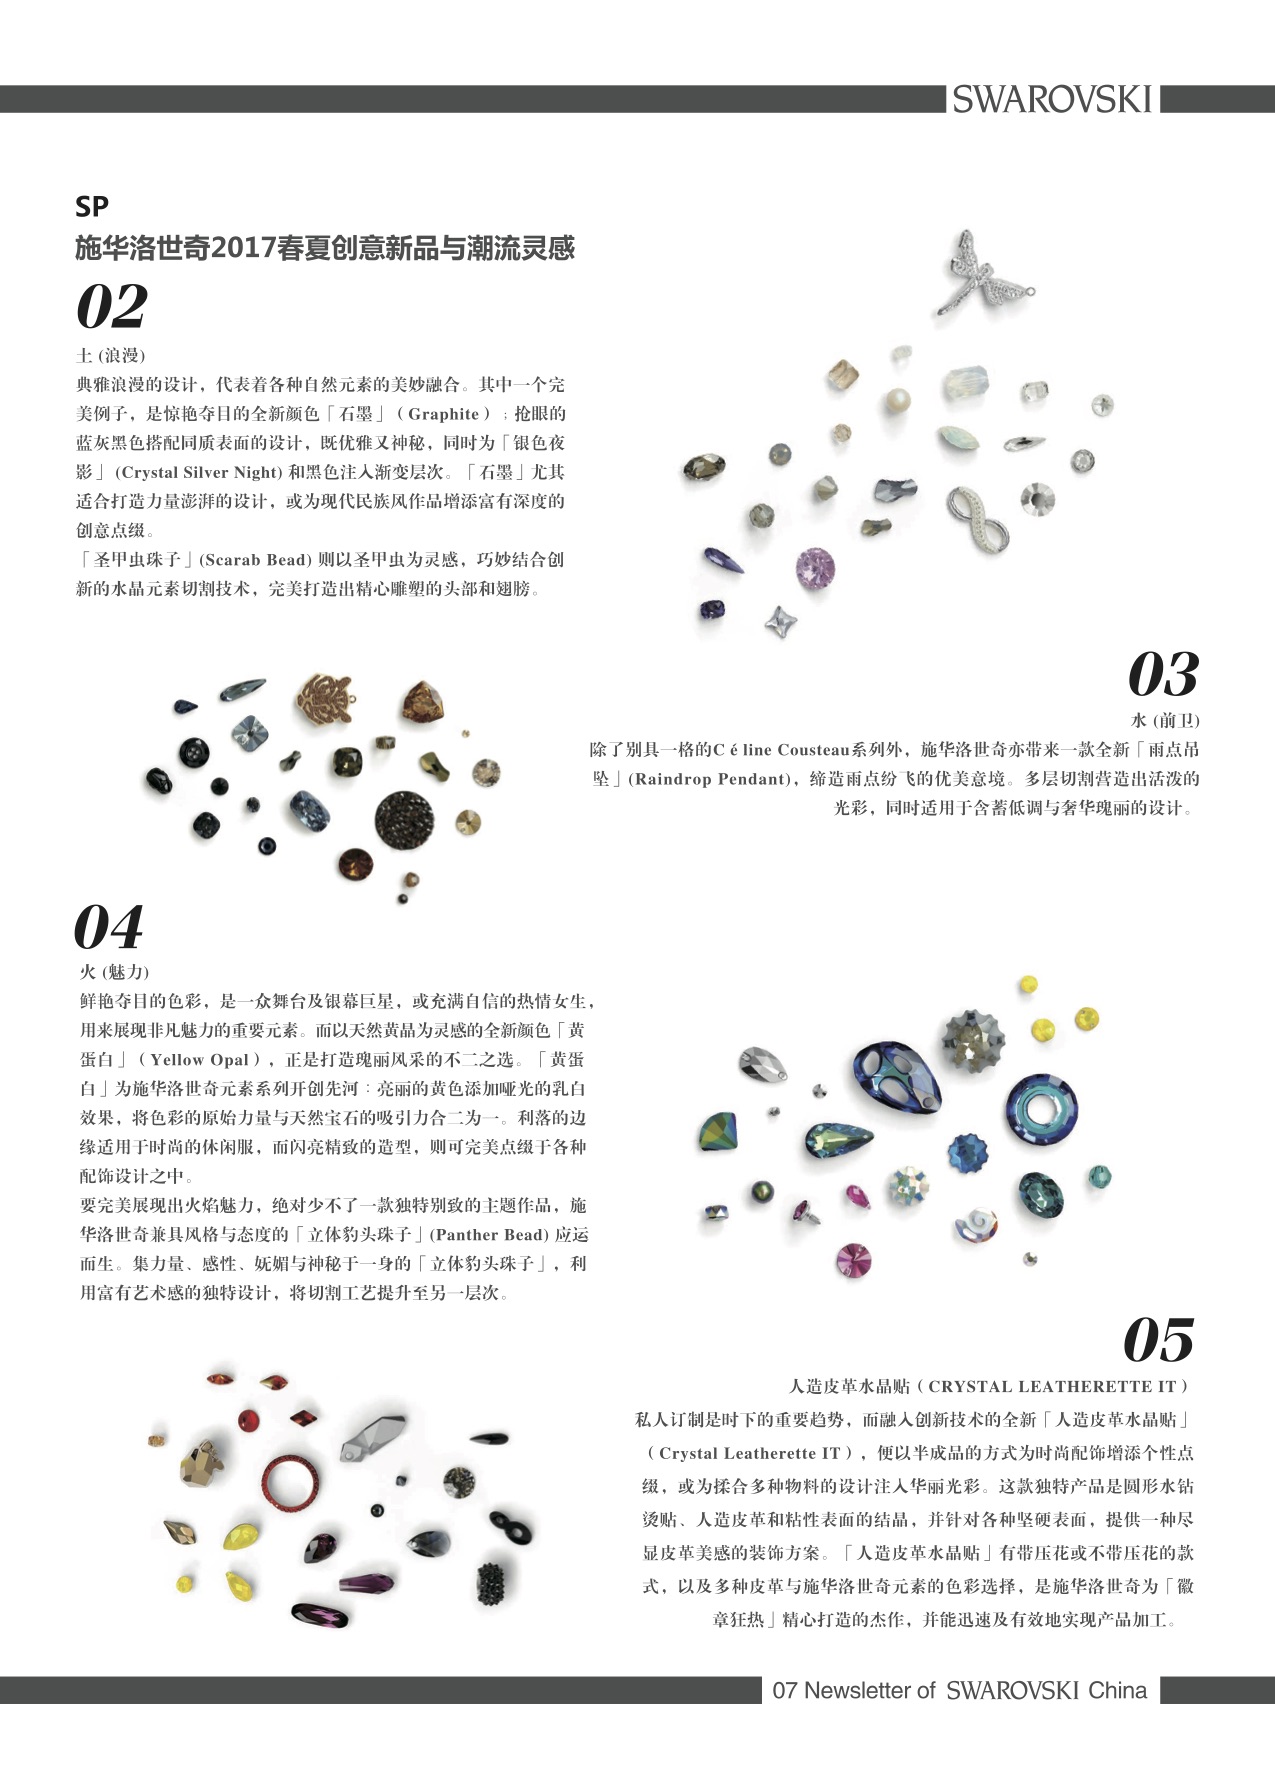 SWAROVSKI
SP
施华洛世奇2017春夏创意新品与潮流灵感
02
土 (浪漫)
典雅浪漫的设计，代表着各种自然元素的美妙融合。其中一个完
美例子，是惊艳夺目的全新颜色「石墨」（Graphite）；抢眼的
蓝灰黑色搭配同质表面的设计，既优雅又神秘，同时为「银色夜
影」 (Crystal Silver Night) 和黑色注入渐变层次。「石墨」尤其
适合打造力量澎湃的设计，或为现代民族风作品增添富有深度的
创意点缀。
「圣甲虫珠子」(Scarab Bead) 则以圣甲虫为灵感，巧妙结合创
新的水晶元素切割技术，完美打造出精心雕塑的头部和翅膀。
03
水 (前卫)
除了别具一格的C é line Cousteau系列外，施华洛世奇亦带来一款全新「雨点吊
坠」(Raindrop Pendant)，缔造雨点纷飞的优美意境。多层切割营造出活泼的
光彩，同时适用于含蓄低调与奢华瑰丽的设计。
04
火 (魅力)
鲜艳夺目的色彩，是一众舞台及银幕巨星，或充满自信的热情女生，
用来展现非凡魅力的重要元素。而以天然黄晶为灵感的全新颜色「黄
蛋白」（Yellow Opal），正是打造瑰丽风采的不二之选。「黄蛋
白」为施华洛世奇元素系列开创先河：亮丽的黄色添加哑光的乳白
效果，将色彩的原始力量与天然宝石的吸引力合二为一。利落的边
缘适用于时尚的休闲服，而闪亮精致的造型，则可完美点缀于各种
配饰设计之中。
要完美展现出火焰魅力，绝对少不了一款独特别致的主题作品，施
华洛世奇兼具风格与态度的「立体豹头珠子」(Panther Bead) 应运
而生。集力量、感性、妩媚与神秘于一身的「立体豹头珠子」，利
用富有艺术感的独特设计，将切割工艺提升至另一层次。
05
人造皮革水晶贴（CRYSTAL LEATHERETTE IT）
私人订制是时下的重要趋势，而融入创新技术的全新「人造皮革水晶贴」
（Crystal Leatherette IT），便以半成品的方式为时尚配饰增添个性点
缀，或为揉合多种物料的设计注入华丽光彩。这款独特产品是圆形水钻
烫贴、人造皮革和粘性表面的结晶，并针对各种坚硬表面，提供一种尽
显皮革美感的装饰方案。「人造皮革水晶贴」有带压花或不带压花的款
式，以及多种皮革与施华洛世奇元素的色彩选择，是施华洛世奇为「徽
章狂热」精心打造的杰作，并能迅速及有效地实现产品加工。
07 Newsletter of SWAROVSKI China